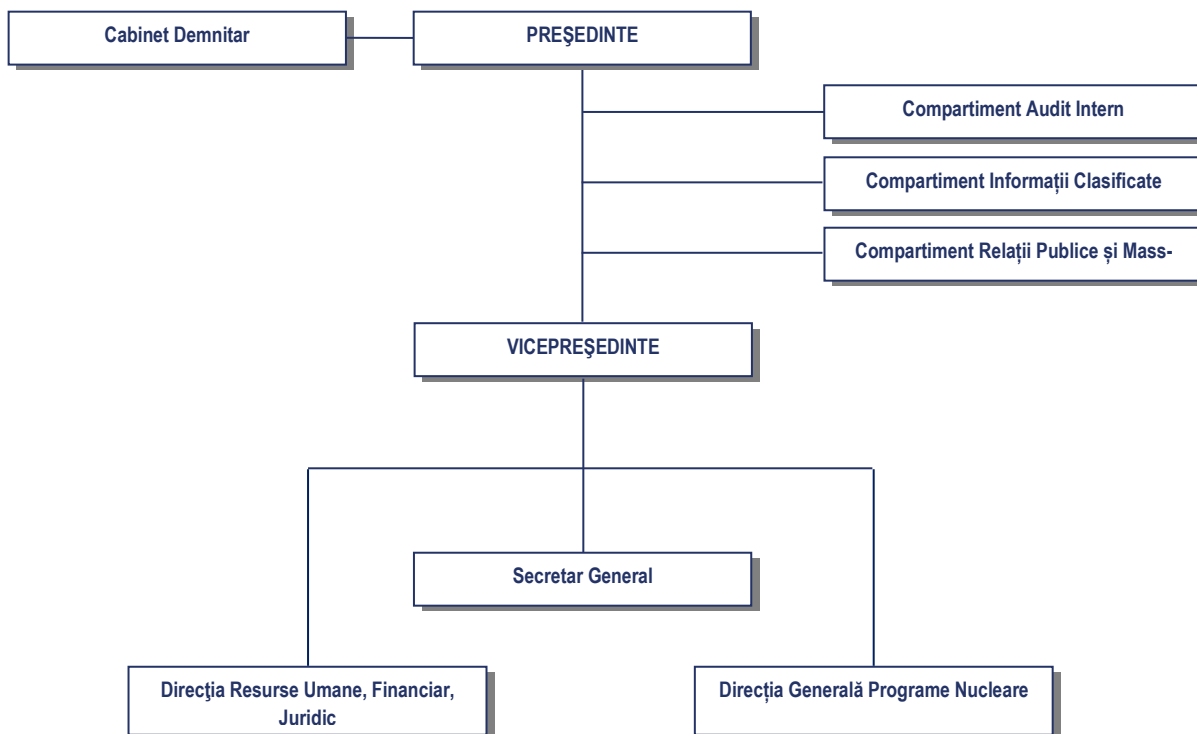 Cabinet Demnitar
PREŞEDINTE
Compartiment Audit Intern
Compartiment Informații Clasificate
Compartiment Relații Publice și Mass-
VICEPREŞEDINTE
Secretar General
Direcţia Resurse Umane, Financiar,
Juridic
Direcția Generală Programe Nucleare